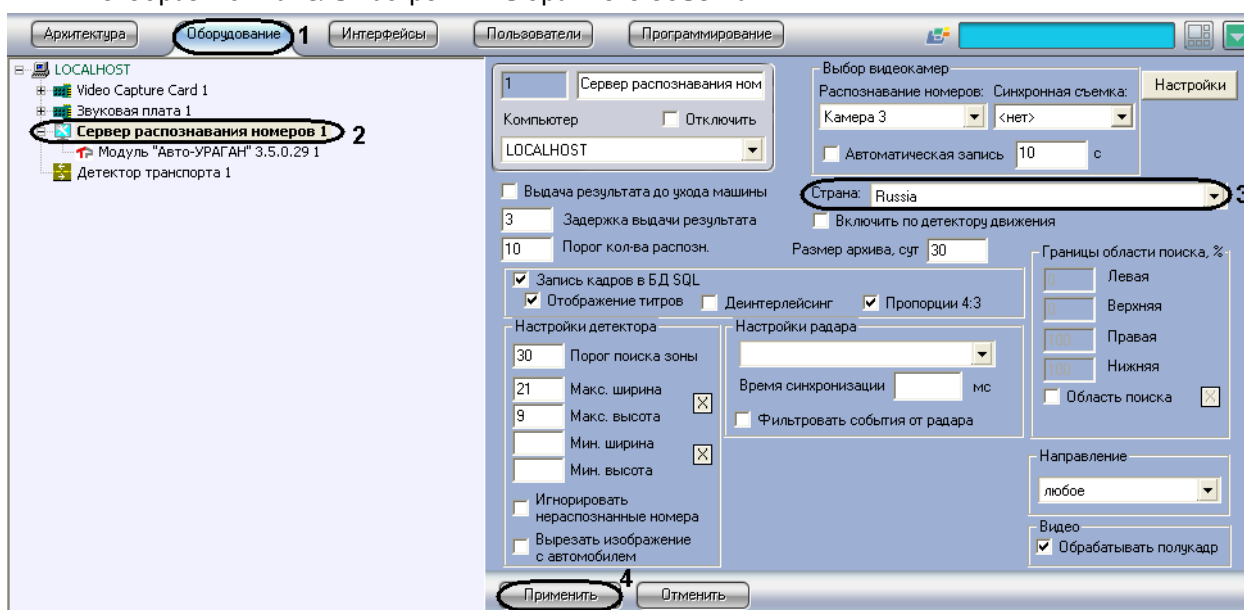 Архитектура Оборудование 1 Интерфейсы Пользователи Программирование
LOCALHOST
Video Capture Card 1
Звуковая плата 1
Сервер распознавания номеров 1 2
Модуль "Авто-УРАГАН" 3.5.0.29 1
Детектор транспорта 1
1 Сервер распознавания ном
Компьютер Отключить
LOCALHOST
Выбор видеокамер
Распознавание номеров: Синхронная съемка:
Камера 3 <нет>
Автоматическая запись 10 с
Настройки
Выдача результата до ухода машины
3 Задержка выдачи результата
10 Порог кол-ва распозн.
Страна: Russia 3
Включить по детектору движения
Размер архива, сут 30
Запись кадров в БД SQL
Отображение титров Деинтерлейсинг Пропорции 4:3
Границы области поиска, %
0 Левая
0 Верхняя
100 Правая
100 Нижняя
Область поиска X
Настройки детектора
30 Порог поиска зоны
21 Макс. ширина
9 Макс. высота
X
Мин. ширина
Мин. высота
X
Игнорировать
нераспознанные номера
Вырезать изображение
с автомобилем
Настройки радара
Время синхронизации мс
Фильтровать события от радара
Направление
любое
Видео
Обрабатывать полукадр
Применить 4 Отменить